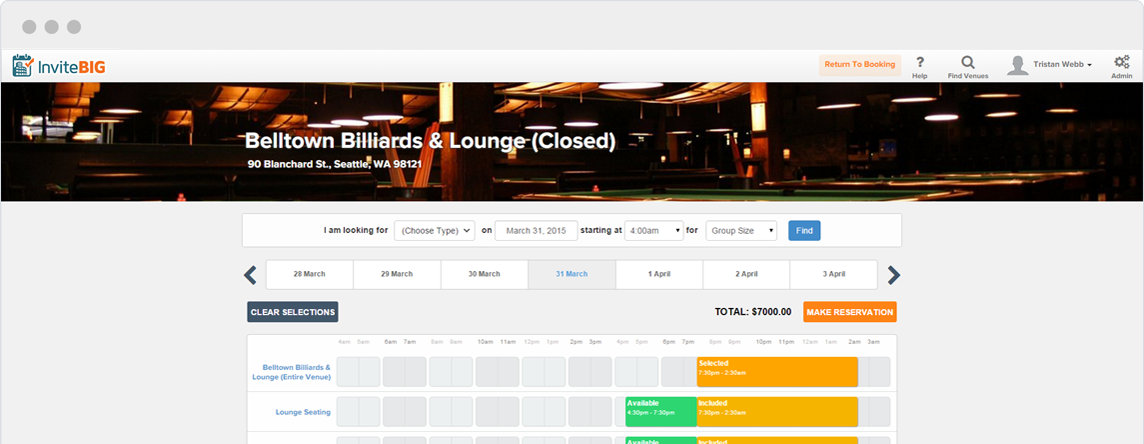 InviteBIG
Return To Booking
Help
Find Venues
Tristan Webb
Admin
Belltown Billiards & Lounge (Closed)
90 Blanchard St., Seattle, WA 98121
I am looking for (Choose Type) on March 31, 2015 starting at 4:00am for Group Size Find
28 March 29 March 30 March 31 March 1 April 2 April 3 April
CLEAR SELECTIONS TOTAL: $7000.00 MAKE RESERVATION
4am 5am 6am 7am 8am 9am 10am 11am 12pm 1pm 2pm 3pm 4pm 5pm 6pm 7pm 8pm 9pm 10pm 11pm 12am 1am 2am 3am
Belltown Billiards &
Lounge (Entire Venue)
Selected
7:30pm - 2:30am
Lounge Seating
Available
4:30pm - 7:30pm
Included
7:30pm - 2:30am
Available Included